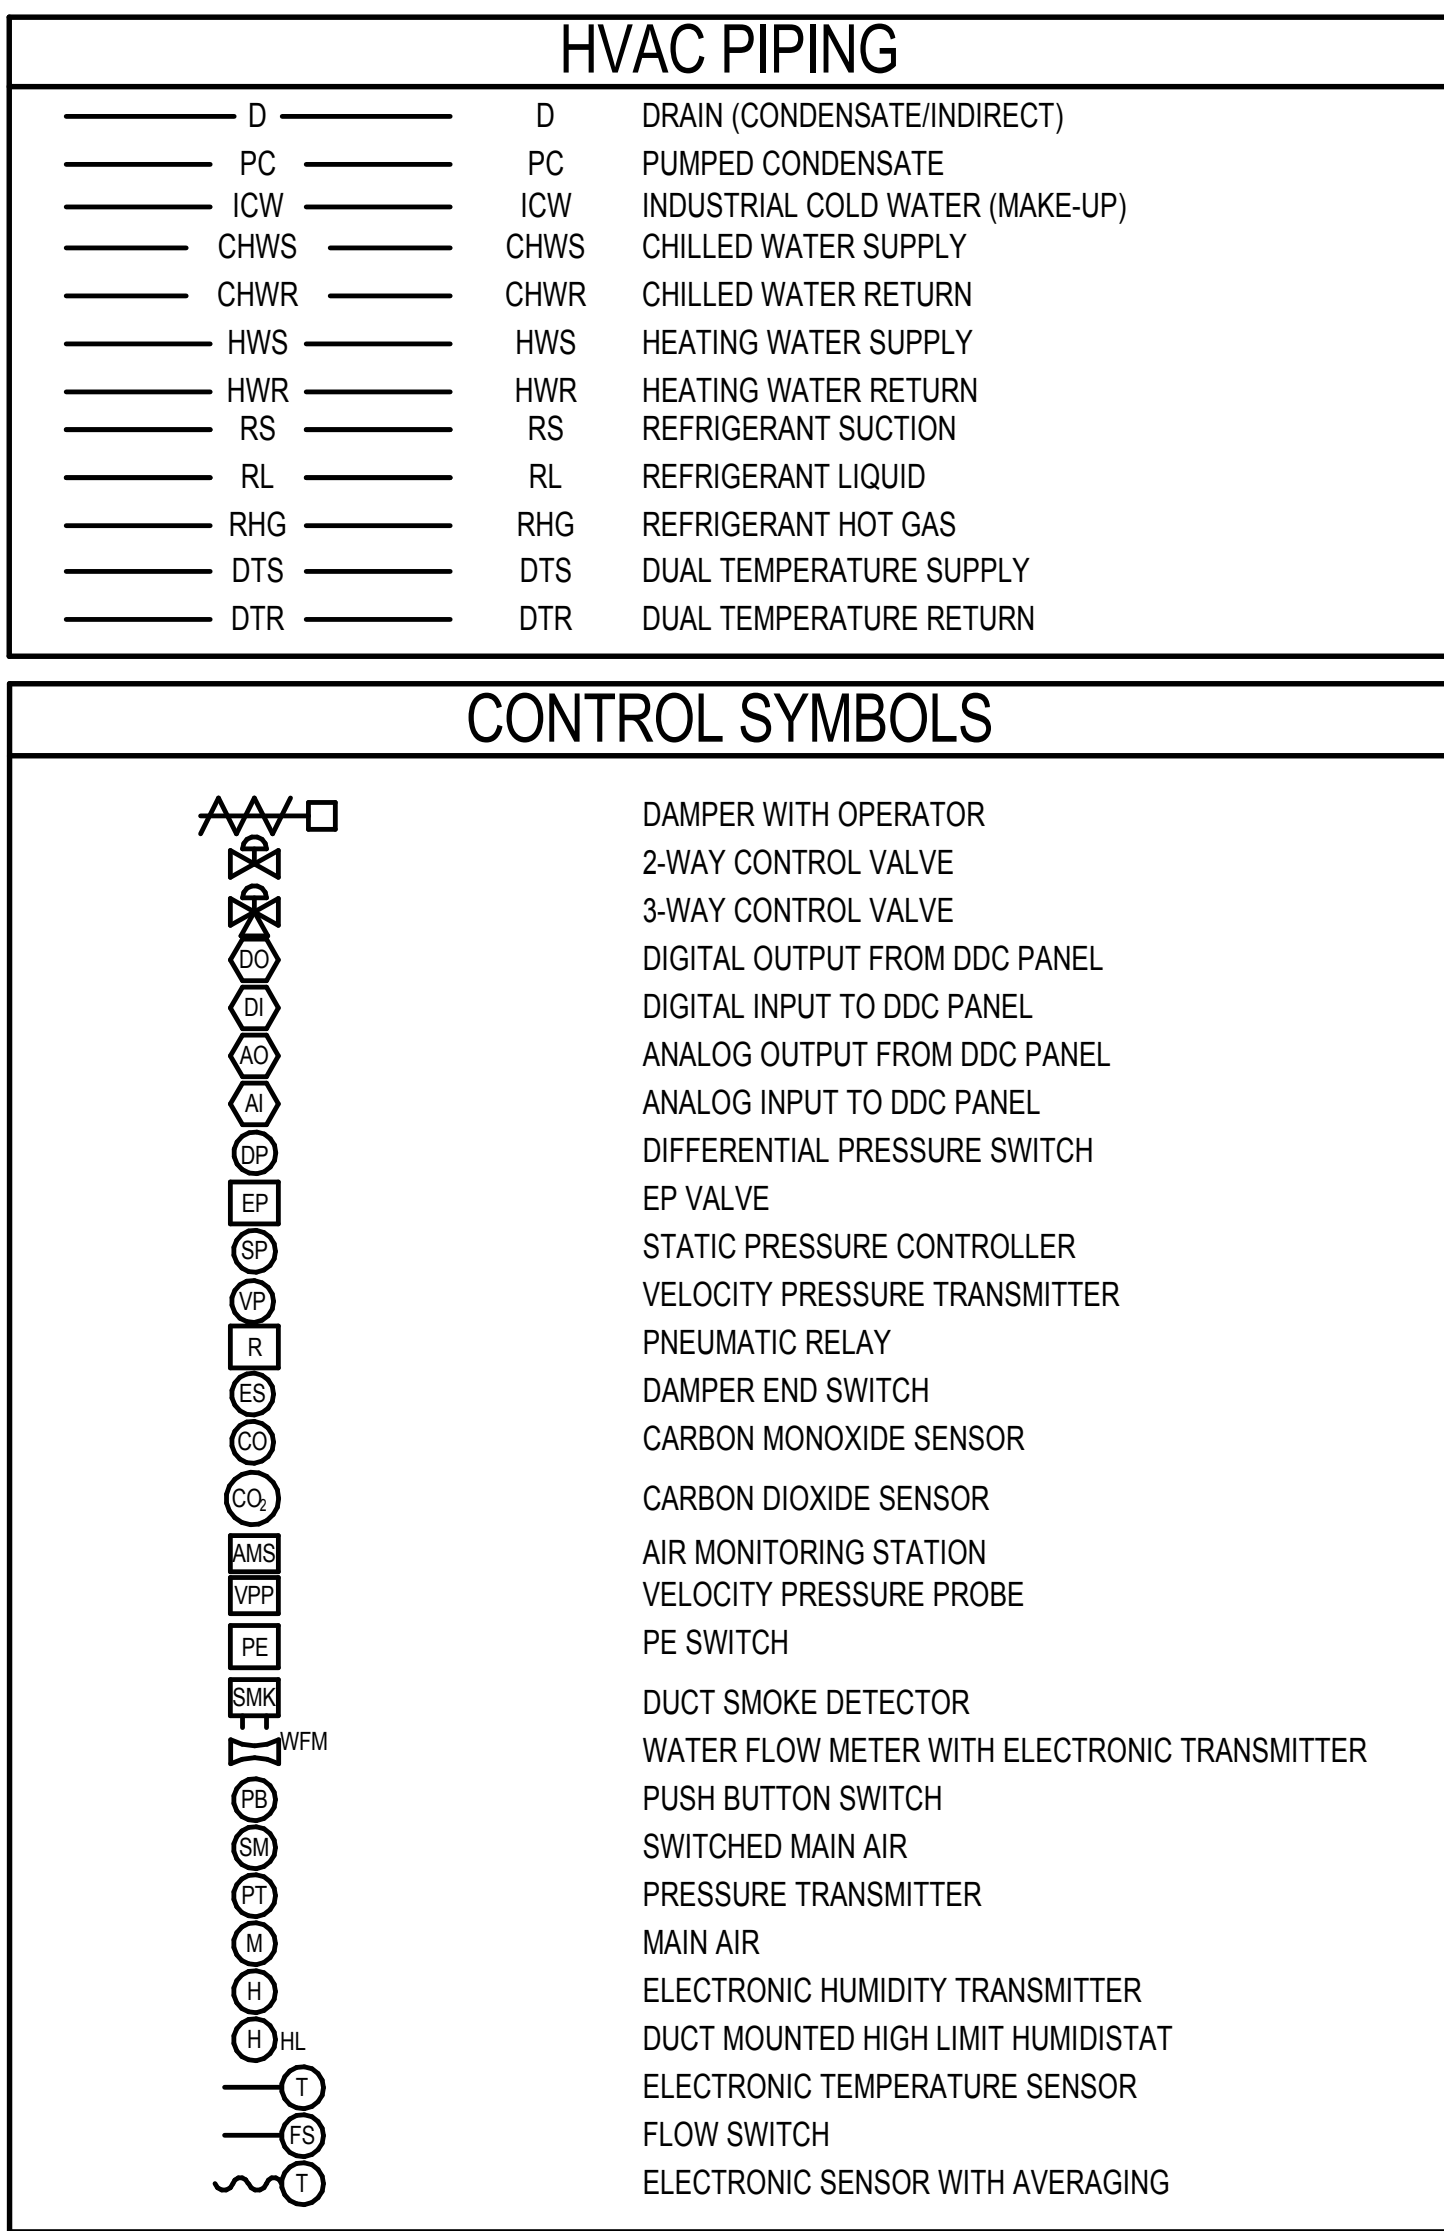 HVAC PIPING
D D DRAIN (CONDENSATE/INDIRECT)
PC PC PUMPED CONDENSATE
ICW ICW INDUSTRIAL COLD WATER (MAKE-UP)
CHWS CHWS CHILLED WATER SUPPLY
CHWR CHWR CHILLED WATER RETURN
HWS HWS HEATING WATER SUPPLY
HWR HWR HEATING WATER RETURN
RS RS REFRIGERANT SUCTION
RL RL REFRIGERANT LIQUID
RHG RHG REFRIGERANT HOT GAS
DTS DTS DUAL TEMPERATURE SUPPLY
DTR DTR DUAL TEMPERATURE RETURN
CONTROL SYMBOLS
DAMPER WITH OPERATOR
2-WAY CONTROL VALVE
3-WAY CONTROL VALVE
DO DIGITAL OUTPUT FROM DDC PANEL
DI DIGITAL INPUT TO DDC PANEL
AO ANALOG OUTPUT FROM DDC PANEL
AI ANALOG INPUT TO DDC PANEL
DP DIFFERENTIAL PRESSURE SWITCH
EP EP VALVE
SP STATIC PRESSURE CONTROLLER
VP VELOCITY PRESSURE TRANSMITTER
R PNEUMATIC RELAY
ES DAMPER END SWITCH
CO CARBON MONOXIDE SENSOR
CO₂ CARBON DIOXIDE SENSOR
AMS AIR MONITORING STATION
VPP VELOCITY PRESSURE PROBE
PE PE SWITCH
SMK DUCT SMOKE DETECTOR
WFM WATER FLOW METER WITH ELECTRONIC TRANSMITTER
PB PUSH BUTTON SWITCH
SM SWITCHED MAIN AIR
PT PRESSURE TRANSMITTER
M MAIN AIR
H ELECTRONIC HUMIDITY TRANSMITTER
H HL DUCT MOUNTED HIGH LIMIT HUMIDISTAT
T ELECTRONIC TEMPERATURE SENSOR
FS FLOW SWITCH
T ELECTRONIC SENSOR WITH AVERAGING